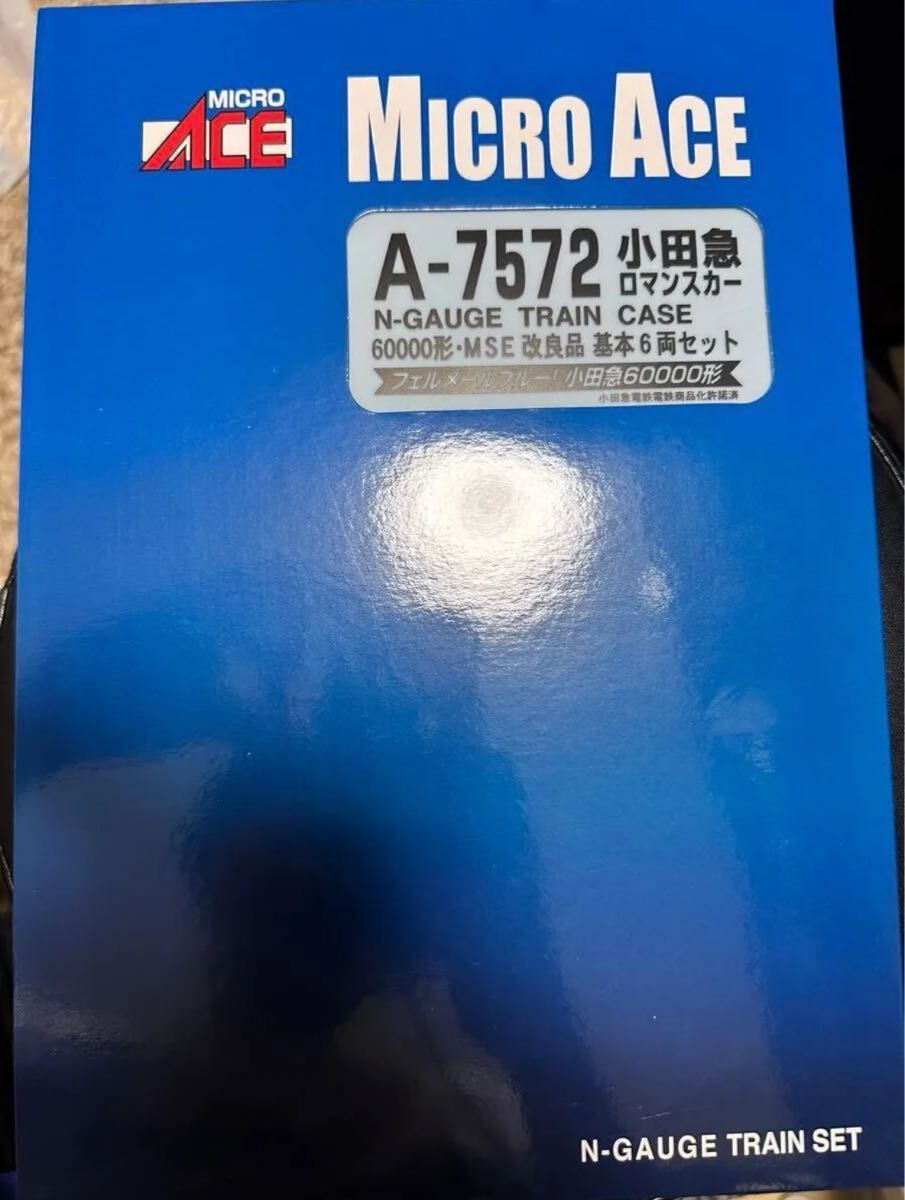 MICRO
ACE
MICRO ACE
A-7572 小田急
ロマンスカー
N-GAUGE TRAIN CASE
60000形・MSE 改良品 基本6両セット
フェルメールブルー!小田急60000形
小田急電鉄電鉄商品化許諾済
N-GAUGE TRAIN SET